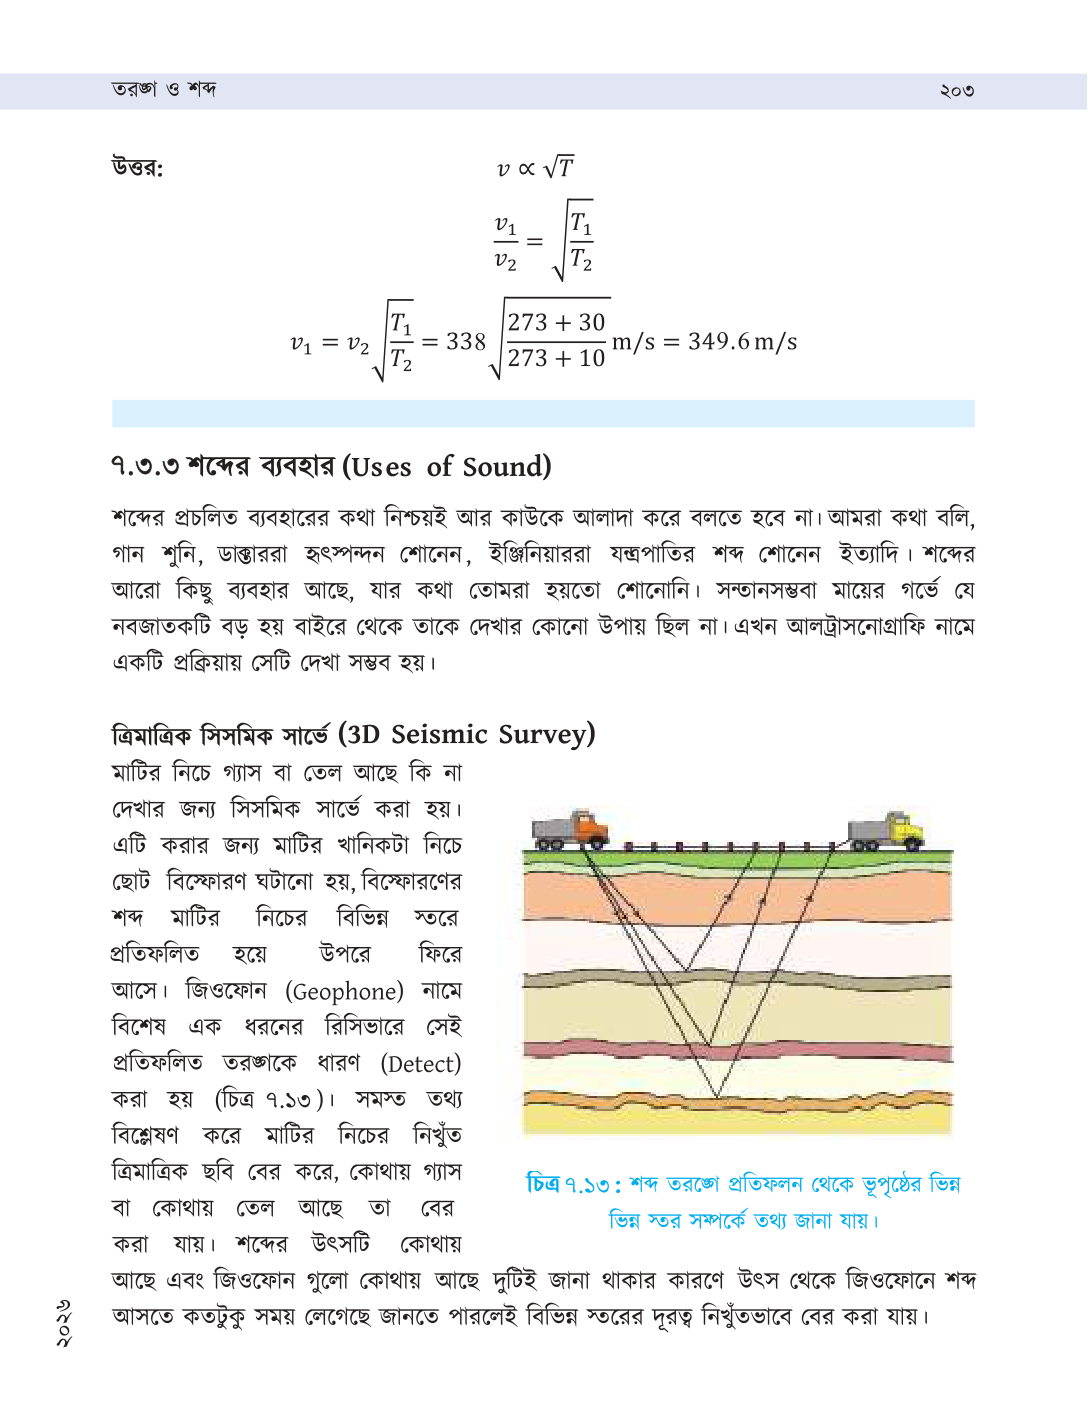 তরঙ্গ ও শব্দ ২০৩
উত্তর: v ∝ √T
v₁/v₂ = √(T₁/T₂)
v₁ = v₂ √(T₁/T₂) = 338 √((273 + 30)/(273 + 10)) m/s = 349.6 m/s
৭.৩.৩ শব্দের ব্যবহার (Uses of Sound)
শব্দের প্রচলিত ব্যবহারের কথা নিশ্চয়ই আর কাউকে আলাদা করে বলতে হবে না। আমরা কথা বলি,
গান শুনি, ডাক্তাররা হৃৎস্পন্দন শোনেন, ইঞ্জিনিয়াররা যন্ত্রপাতির শব্দ শোনেন ইত্যাদি। শব্দের
আরো কিছু ব্যবহার আছে, যার কথা তোমরা হয়তো শোনোনি। সন্তানসম্ভবা মায়ের গর্ভে যে
নবজাতকটি বড় হয় বাইরে থেকে তাকে দেখার কোনো উপায় ছিল না। এখন আলট্রাসনোগ্রাফি নামে
একটি প্রক্রিয়ায় সেটি দেখা সম্ভব হয়।
ত্রিমাত্রিক সিসমিক সার্ভে (3D Seismic Survey)
মাটির নিচে গ্যাস বা তেল আছে কি না
দেখার জন্য সিসমিক সার্ভে করা হয়।
এটি করার জন্য মাটির খানিকটা নিচে
ছোট বিস্ফোরণ ঘটানো হয়, বিস্ফোরণের
শব্দ মাটির নিচের বিভিন্ন স্তরে
প্রতিফলিত হয়ে উপরে ফিরে
আসে। জিওফোন (Geophone) নামে
বিশেষ এক ধরনের রিসিভারে সেই
প্রতিফলিত তরঙ্গকে ধারণ (Detect)
করা হয় (চিত্র ৭.১৩)। সমস্ত তথ্য
বিশ্লেষণ করে মাটির নিচের নিখুঁত
ত্রিমাত্রিক ছবি বের করে, কোথায় গ্যাস
বা কোথায় তেল আছে তা বের
করা যায়। শব্দের উৎসটি কোথায়
আছে এবং জিওফোন গুলো কোথায় আছে দুটিই জানা থাকার কারণে উৎস থেকে জিওফোনে শব্দ
আসতে কতটুকু সময় লেগেছে জানতে পারলেই বিভিন্ন স্তরের দূরত্ব নিখুঁতভাবে বের করা যায়।
চিত্র ৭.১৩ : শব্দ তরঙ্গে প্রতিফলন থেকে ভূপৃষ্ঠের ভিন্ন
ভিন্ন স্তর সম্পর্কে তথ্য জানা যায়।
২০২৬